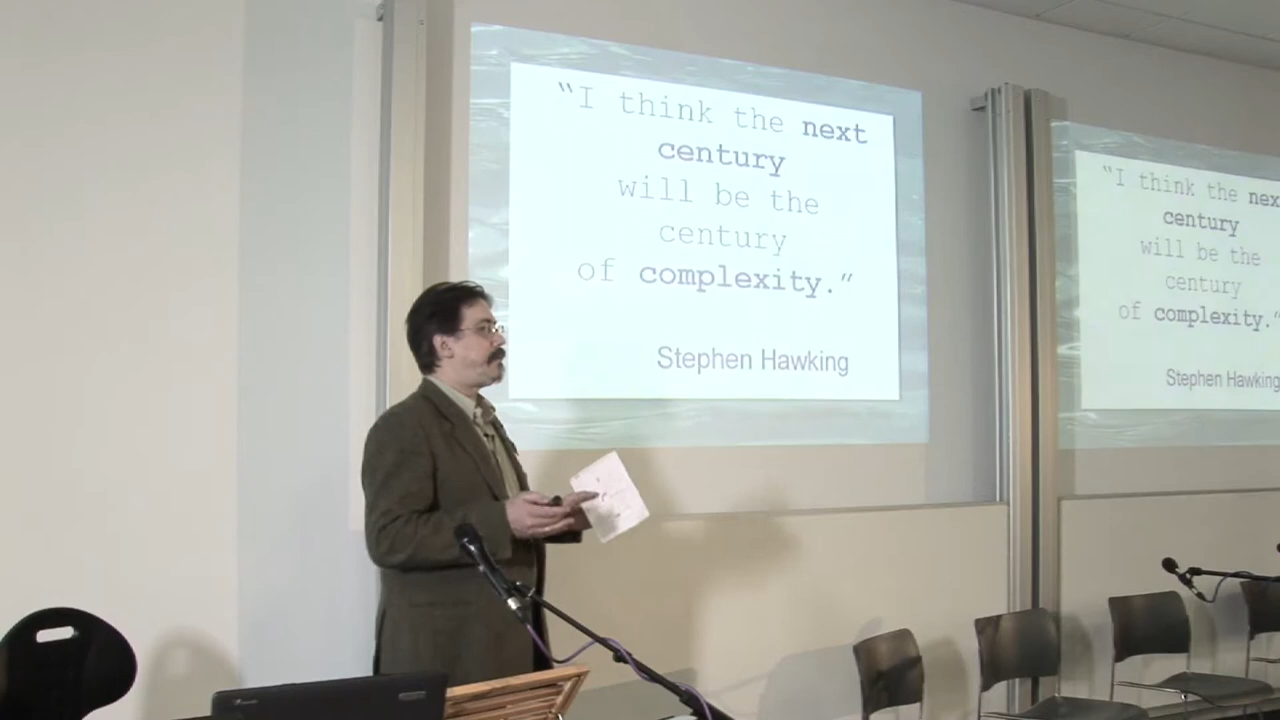 “I think the next
century
will be the
century
of complexity.”
Stephen Hawking
“I think the nex
century
will be the
century
of complexity.”
Stephen Hawking